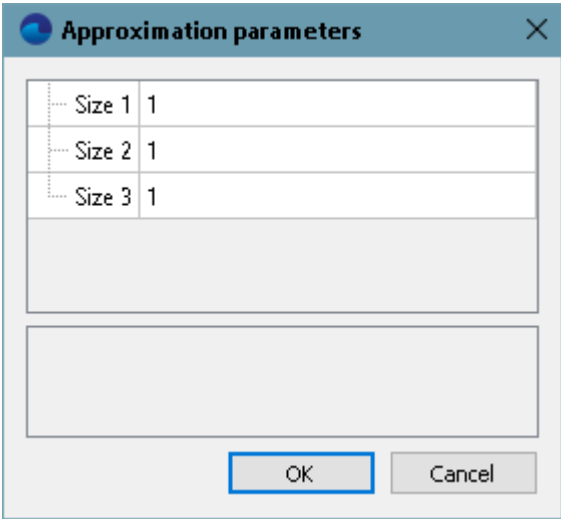 Approximation parameters
Size 1 1
Size 2 1
Size 3 1
OK Cancel